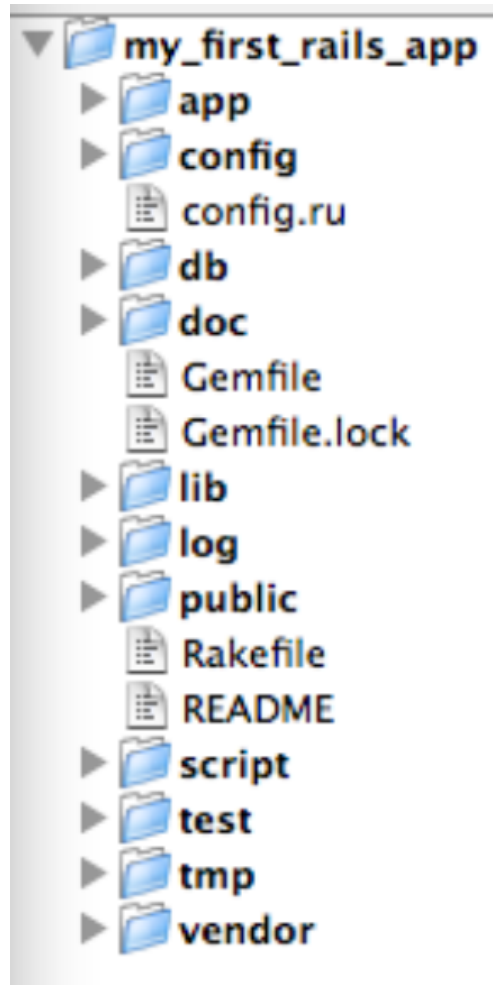 my_first_rails_app
app
config
config.ru
db
doc
Gemfile
Gemfile.lock
lib
log
public
Rakefile
README
script
test
tmp
vendor